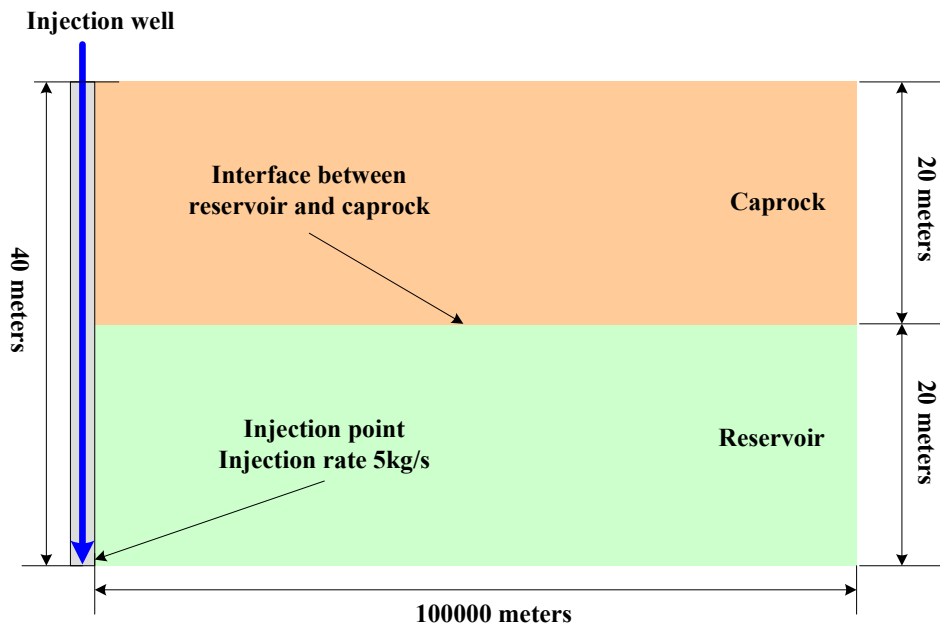 Injection well
Interface between
reservoir and caprock
Caprock
20 meters
40 meters
Injection point
Injection rate 5kg/s
Reservoir
20 meters
100000 meters